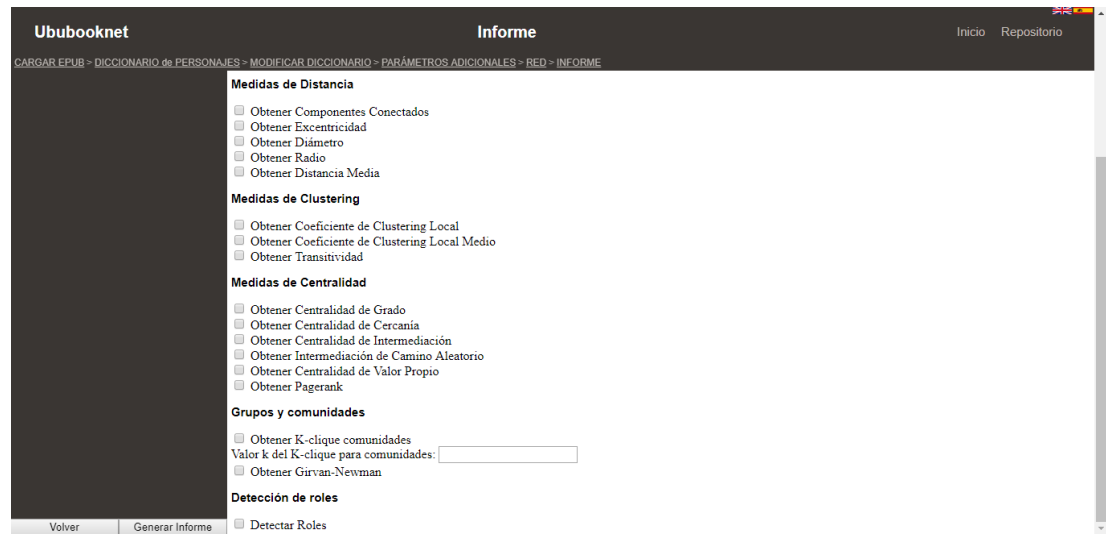 Ububooknet
Informe
Inicio Repositorio
CARGAR EPUB > DICCIONARIO de PERSONAJES > MODIFICAR DICCIONARIO > PARÁMETROS ADICIONALES > RED > INFORME
Medidas de Distancia
Obtener Componentes Conectados
Obtener Excentricidad
Obtener Diámetro
Obtener Radio
Obtener Distancia Media
Medidas de Clustering
Obtener Coeficiente de Clustering Local
Obtener Coeficiente de Clustering Local Medio
Obtener Transitividad
Medidas de Centralidad
Obtener Centralidad de Grado
Obtener Centralidad de Cercanía
Obtener Centralidad de Intermediación
Obtener Intermediación de Camino Aleatorio
Obtener Centralidad de Valor Propio
Obtener Pagerank
Grupos y comunidades
Obtener K-clique comunidades
Valor k del K-clique para comunidades:
Obtener Girvan-Newman
Detección de roles
Detectar Roles
Volver
Generar Informe